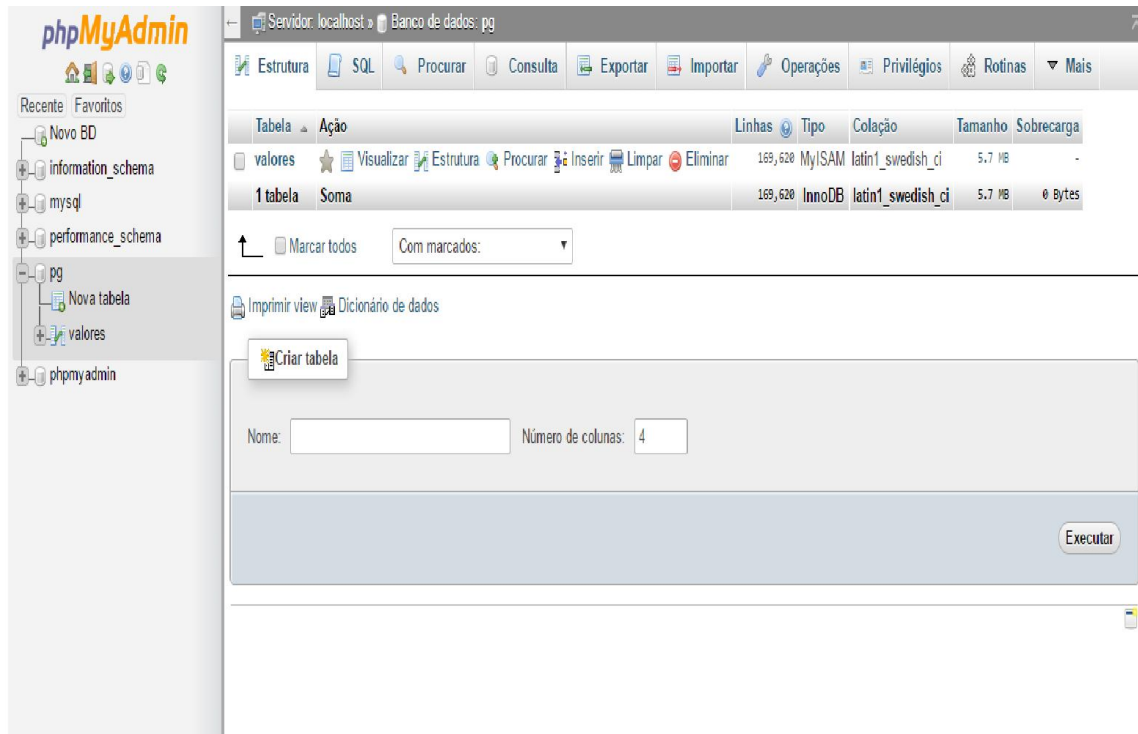 phpMyAdmin
Recente Favoritos
Novo BD
information_schema
mysql
performance_schema
pg
Nova tabela
valores
phpmyadmin
← Servidor: localhost » Banco de dados: pg
Estrutura SQL Procurar Consulta Exportar Importar Operações Privilégios Rotinas Mais
Tabela Ação Linhas Tipo Colação Tamanho Sobrecarga
valores Visualizar Estrutura Procurar Inserir Limpar Eliminar 169,620 MyISAM latin1_swedish_ci 5.7 MB -
1 tabela Soma 169,620 InnoDB latin1_swedish_ci 5.7 MB 0 Bytes
Marcar todos Com marcados:
Imprimir view Dicionário de dados
Criar tabela
Nome: Número de colunas: 4
Executar